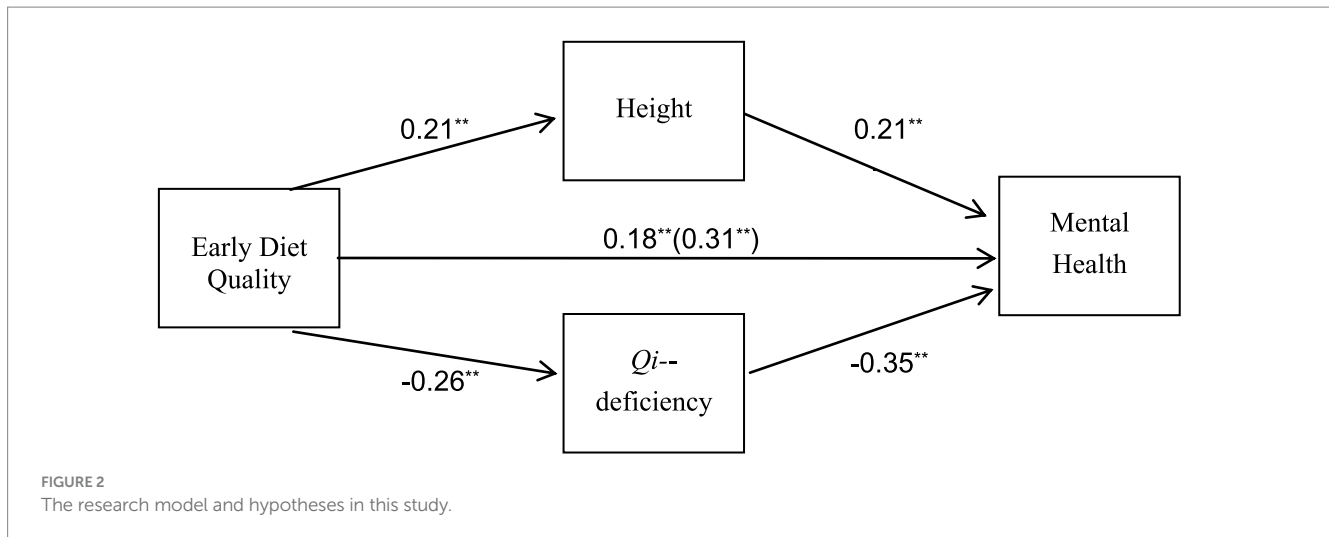 Height
0.21**
0.21**
Early Diet
Quality
0.18**(0.31**)
Mental
Health
Qi--
deficiency
-0.26**
-0.35**
FIGURE 2
The research model and hypotheses in this study.